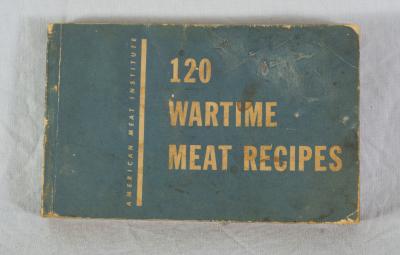 AMERICAN MEAT INSTITUTE
120
WARTIME
MEAT RECIPES